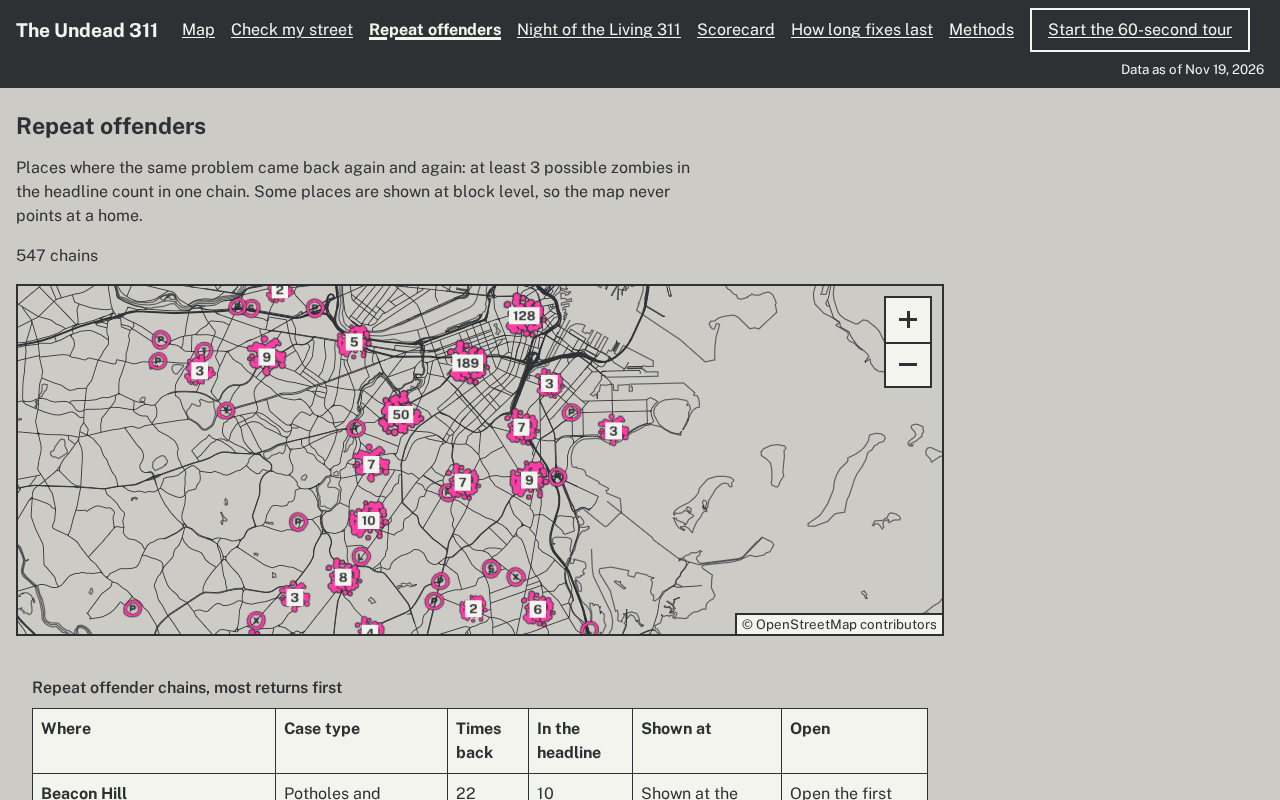 The Undead 311 Map Check my street Repeat offenders Night of the Living 311 Scorecard How long fixes last Methods Start the 60-second tour
Data as of Nov 19, 2026
Repeat offenders
Places where the same problem came back again and again: at least 3 possible zombies in
the headline count in one chain. Some places are shown at block level, so the map never
points at a home.
547 chains
2
128
+
P
5
9
189
P
3
3
−
50
P
7
3
7
7
9
10
P
L
8
S
P
X
3
P
P
2
6
X
4
© OpenStreetMap contributors
Repeat offender chains, most returns first
Where Case type Times back In the headline Shown at Open
Beacon Hill Potholes and 22 10 Shown at the Open the first